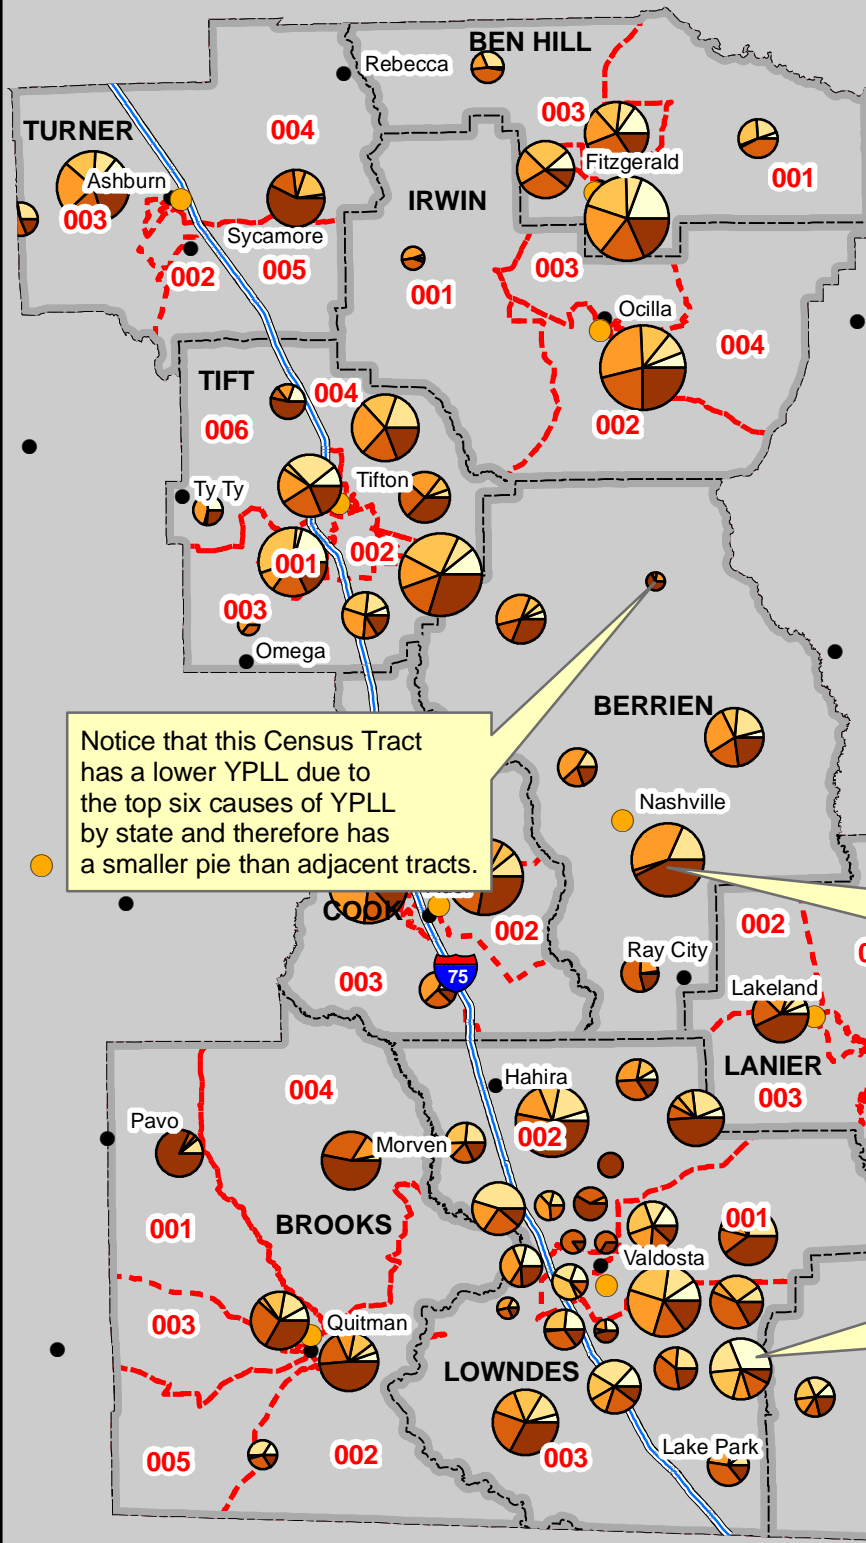 BEN HILL
Rebecca
TURNER
004
003
Ashburn
Fitzgerald
001
IRWIN
003
Sycamore
002
005
003
001
Ocilla
004
TIFT
004
006
002
Ty Ty
Tifton
001
002
003
Omega
BERRIEN
Notice that this Census Tract
has a lower YPLL due to
the top six causes of YPLL
by state and therefore has
a smaller pie than adjacent tracts.
Nashville
COOK
002
002
Ray City
003
75
Lakeland
LANIER
003
Hahira
004
Pavo
Morven
002
001
BROOKS
001
Valdosta
003
Quitman
LOWNDES
005
002
003
Lake Park